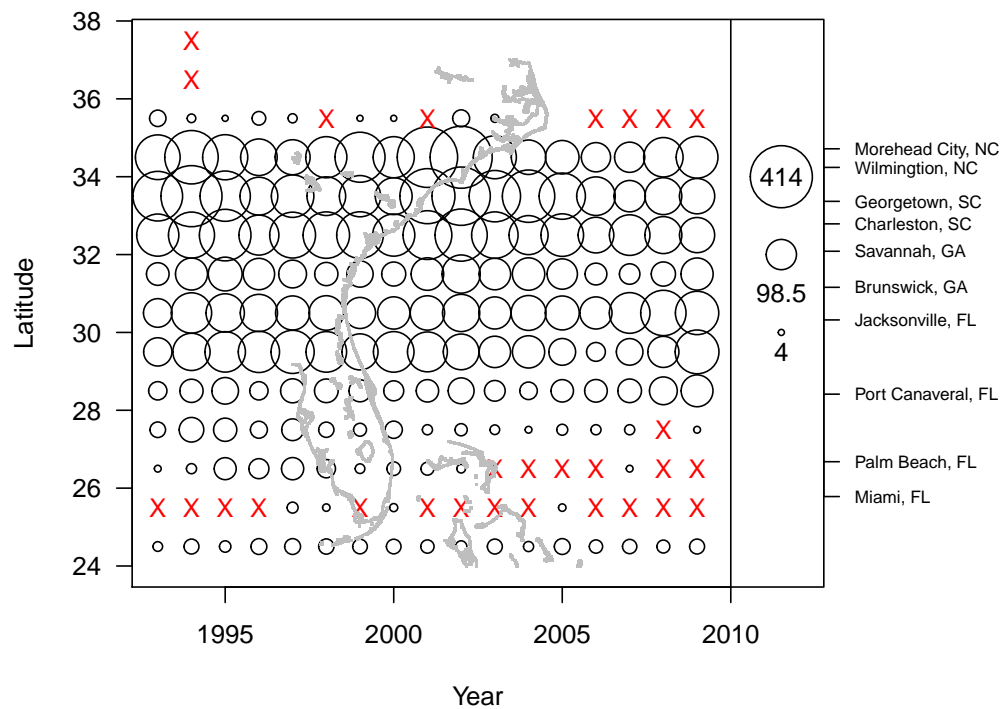 38
36
34
32
30
28
26
24
Latitude
1995
2000
2005
2010
Year
X
X
X X X X X X
X
X X X X X X
X X X X X X X X X X X X X
414
98.5
4
Morehead City, NC
Wilmington, NC
Georgetown, SC
Charleston, SC
Savannah, GA
Brunswick, GA
Jacksonville, FL
Port Canaveral, FL
Palm Beach, FL
Miami, FL